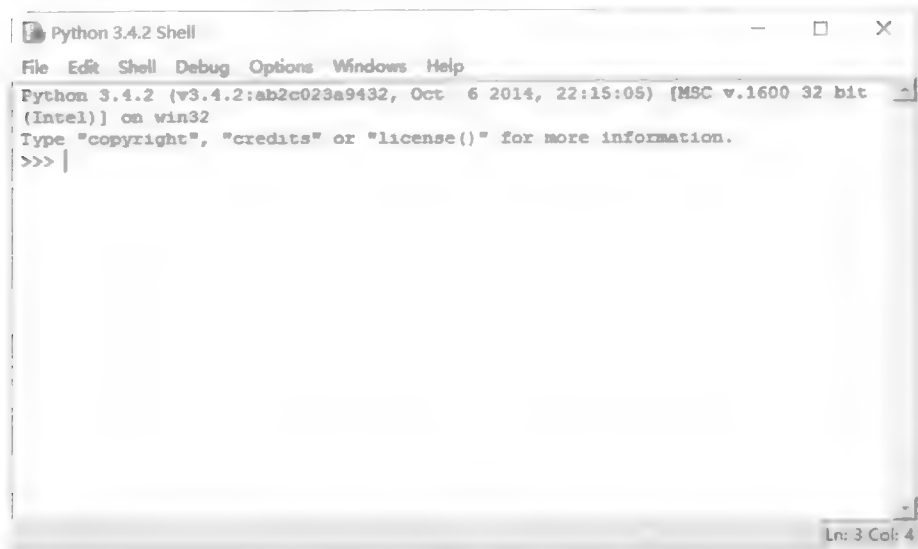 Python 3.4.2 Shell
File Edit Shell Debug Options Windows Help
Python 3.4.2 (v3.4.2:ab2c023a9432, Oct  6 2014, 22:15:05) [MSC v.1600 32 bit
(Intel)] on win32
Type "copyright", "credits" or "license()" for more information.
>>>
Ln: 3 Col: 4